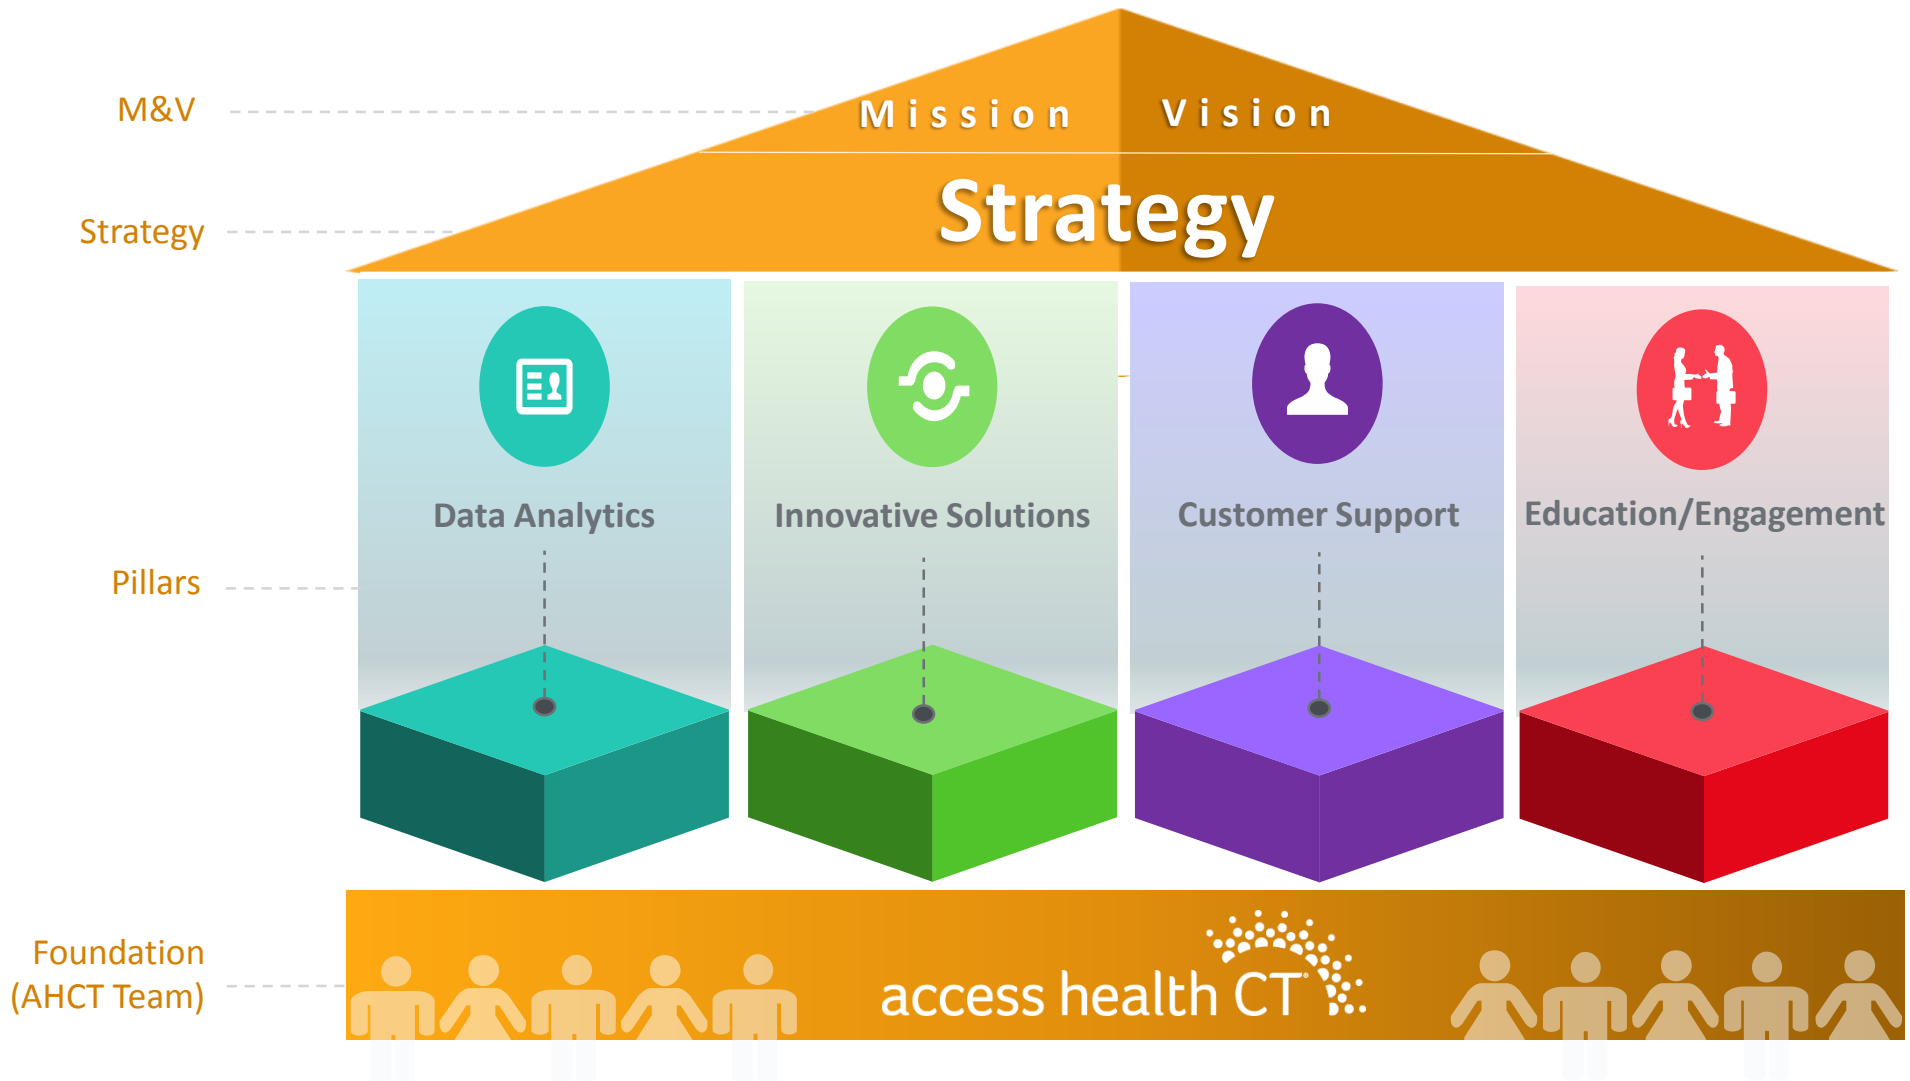 M&V
Mission Vision
Strategy
Strategy
Data Analytics
Innovative Solutions
Customer Support
Education/Engagement
Pillars
Foundation
(AHCT Team)
access health CT